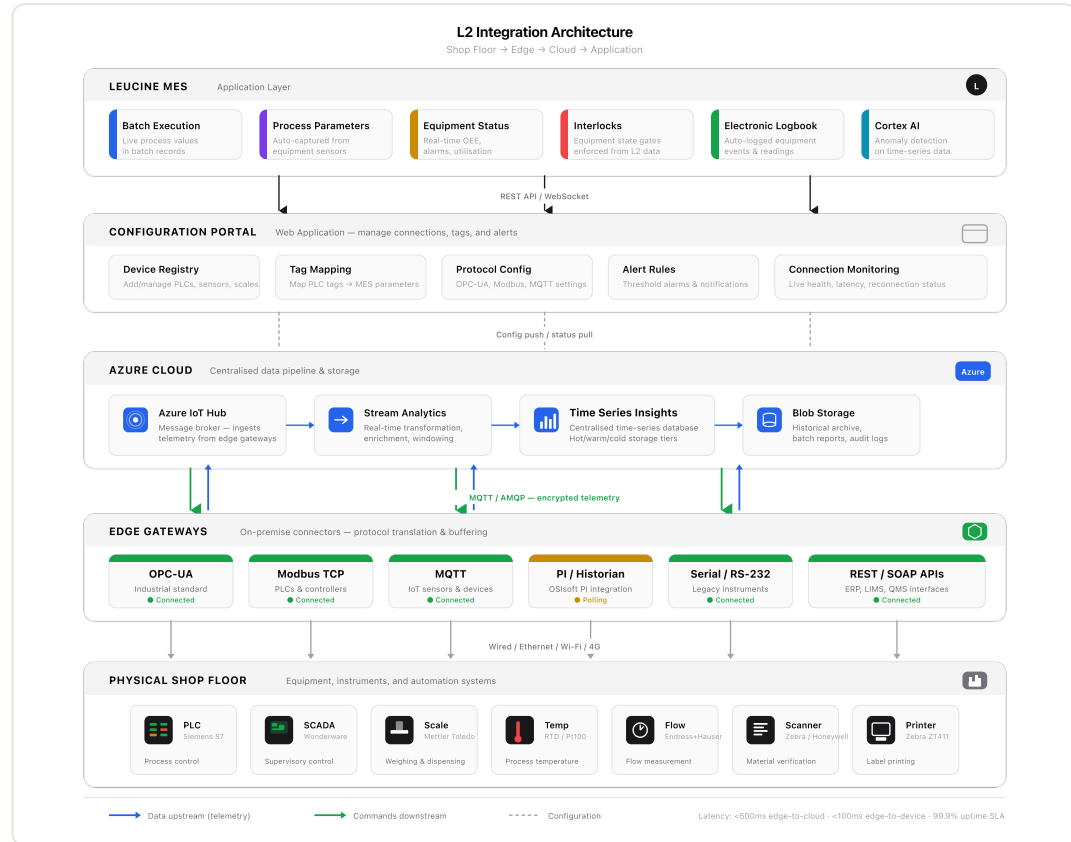 L2 Integration Architecture
Shop Floor → Edge → Cloud → Application
LEUCINE MES Application Layer L
Batch Execution
Live process values
in batch records
Process Parameters
Auto-captured from
equipment sensors
Equipment Status
Real-time OEE,
alarms, utilisation
Interlocks
Equipment state gates
enforced from L2 data
Electronic Logbook
Auto-logged equipment
events & readings
Cortex AI
Anomaly detection
on time-series data
REST API / WebSocket
CONFIGURATION PORTAL Web Application — manage connections, tags, and alerts
Device Registry
Add/manage PLCs, sensors, scales
Tag Mapping
Map PLC tags → MES parameters
Protocol Config
OPC-UA, Modbus, MQTT settings
Alert Rules
Threshold alarms & notifications
Connection Monitoring
Live health, latency, reconnection status
Config push / status pull
AZURE CLOUD Centralised data pipeline & storage Azure
Azure IoT Hub
Message broker — ingests
telemetry from edge gateways
Stream Analytics
Real-time transformation,
enrichment, windowing
Time Series Insights
Centralised time-series database
Hot/warm/cold storage tiers
Blob Storage
Historical archive,
batch reports, audit logs
MQTT / AMQP — encrypted telemetry
EDGE GATEWAYS On-premise connectors — protocol translation & buffering
OPC-UA
Industrial standard
Connected
Modbus TCP
PLCs & controllers
Connected
MQTT
IoT sensors & devices
Connected
PI / Historian
OSIsoft PI integration
Polling
Serial / RS-232
Legacy instruments
Connected
REST / SOAP APIs
ERP, LIMS, QMS interfaces
Connected
Wired / Ethernet / Wi-Fi / 4G
PHYSICAL SHOP FLOOR Equipment, instruments, and automation systems
PLC
Siemens S7
Process control
SCADA
Wonderware
Supervisory control
Scale
Mettler Toledo
Weighing & dispensing
Temp
RTD / Pt100
Process temperature
Flow
Endress+Hauser
Flow measurement
Scanner
Zebra / Honeywell
Material verification
Printer
Zebra ZT411
Label printing
Data upstream (telemetry)
Commands downstream
Configuration
Latency: <500ms edge-to-cloud · <100ms edge-to-device · 99.9% uptime SLA